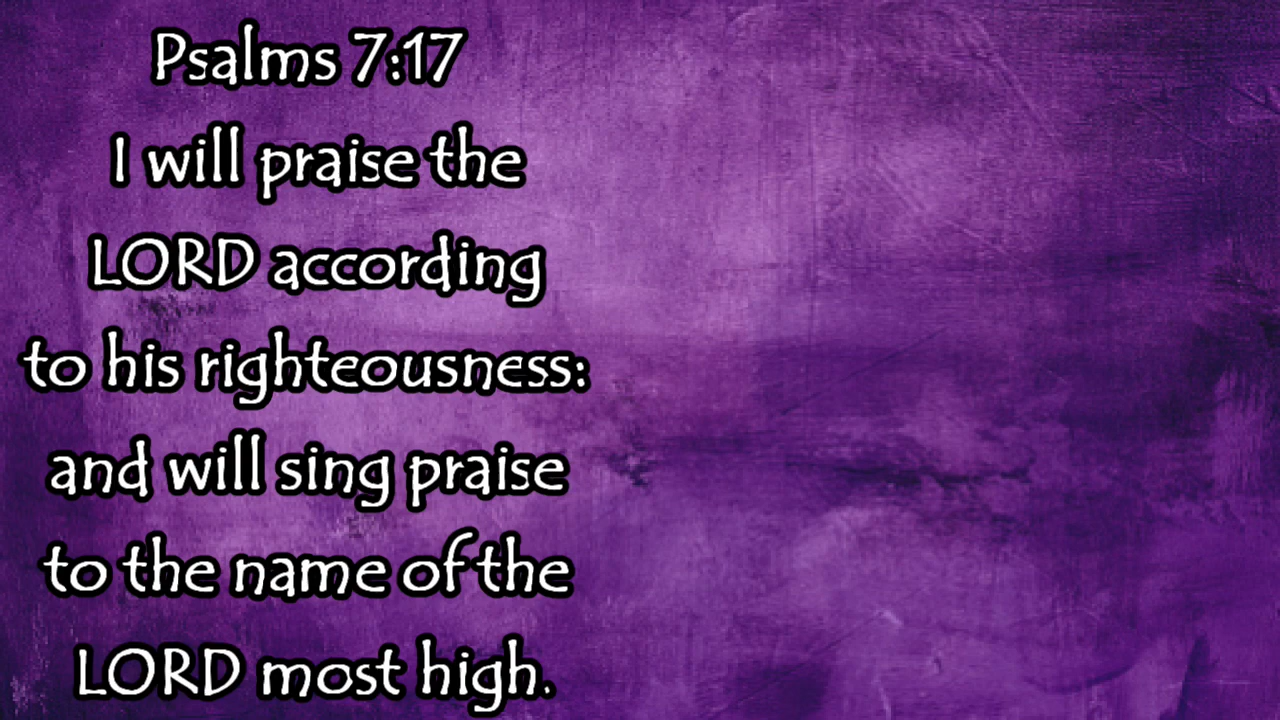 Psalms 7:17
I will praise the
LORD according
to his righteousness:
and will sing praise
to the name of the
LORD most high.